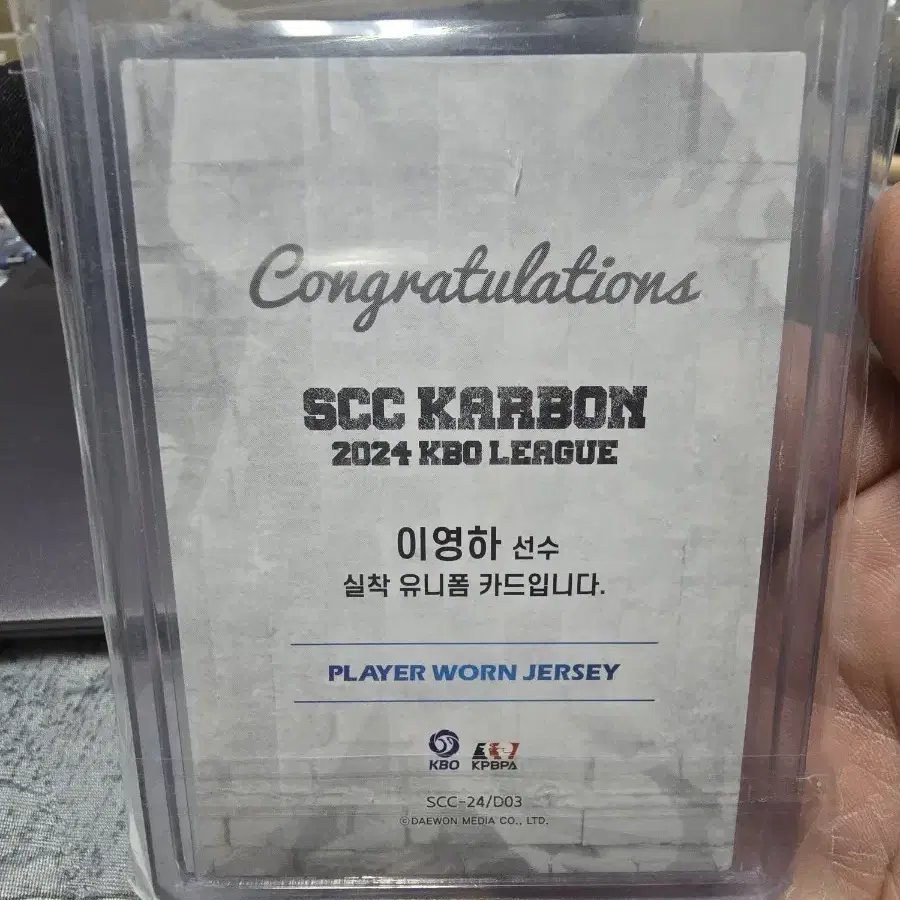 Congratulations
SCC KARBON
2024 KBO LEAGUE
이영하 선수
실착 유니폼 카드입니다.
PLAYER WORN JERSEY
KBO KPBPA
SCC-24/D03
©DAEWON MEDIA CO., LTD.